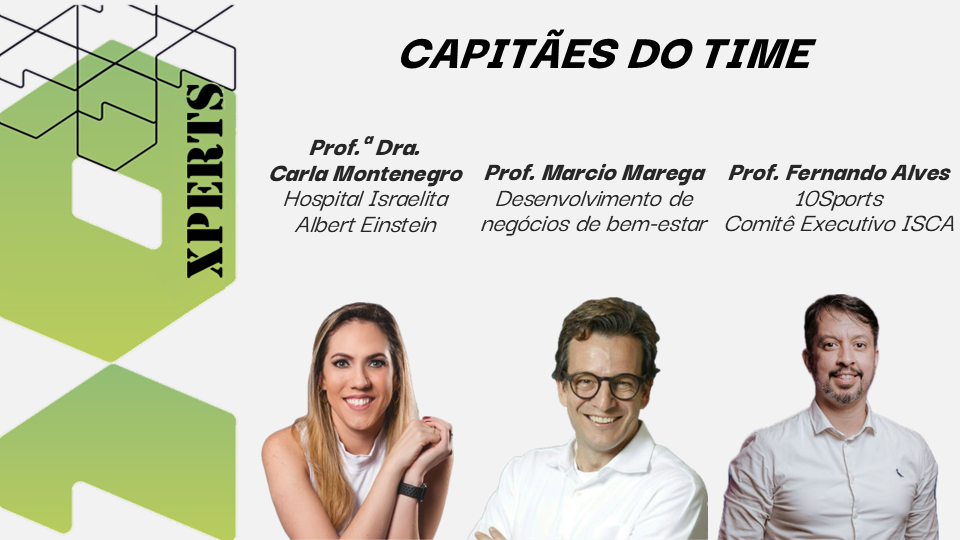 XPERTS
CAPITÃES DO TIME
Prof.ª Dra.
Carla Montenegro
Hospital Israelita
Albert Einstein
Prof. Marcio Marega
Desenvolvimento de
negócios de bem-estar
Prof. Fernando Alves
10Sports
Comitê Executivo ISCA